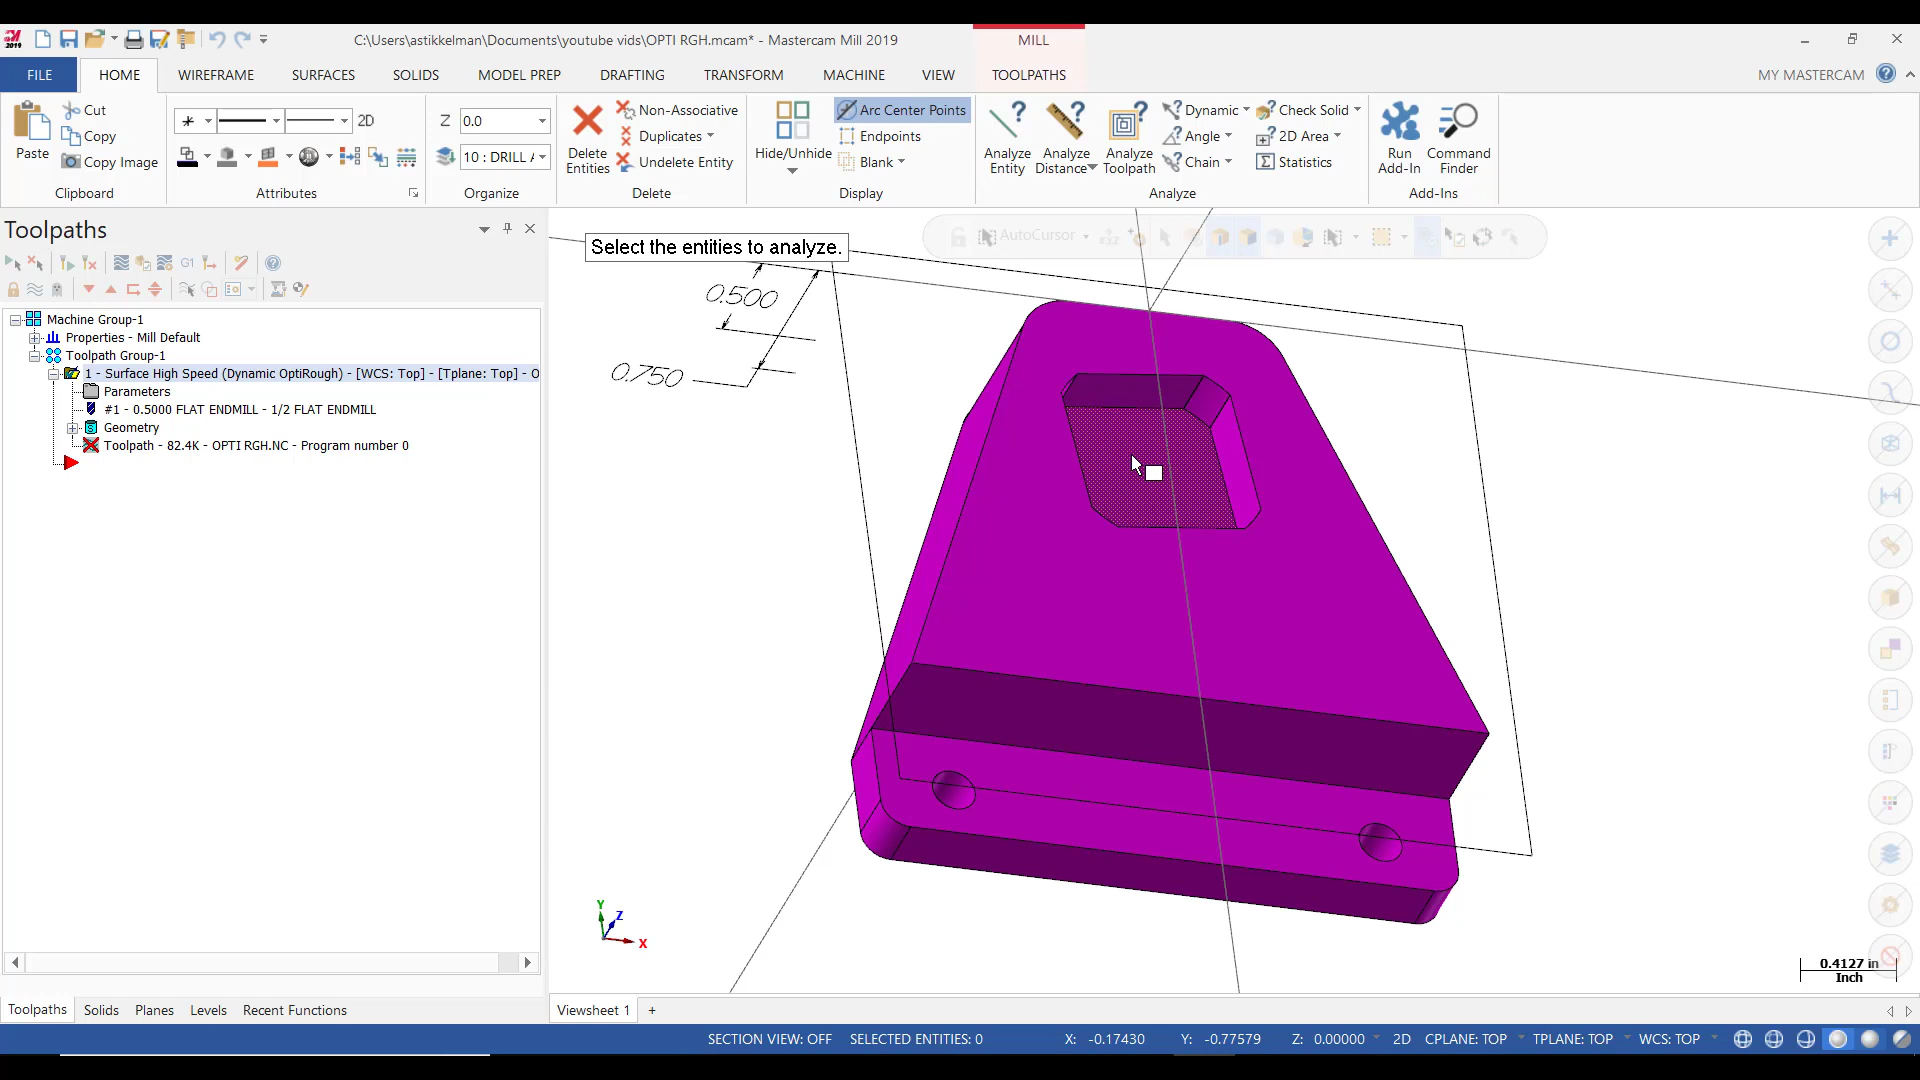 2019
C:\Users\astikkelman\Documents\youtube vids\OPTI RGH.mcam* - Mastercam Mill 2019
MILL
FILE HOME WIREFRAME SURFACES SOLIDS MODEL PREP DRAFTING TRANSFORM MACHINE VIEW TOOLPATHS MY MASTERCAM
Paste
Cut
Copy
Copy Image
Clipboard
2D
Attributes
Z 0.0
10 : DRILL
Organize
Delete Entities
Non-Associative
Duplicates
Undelete Entity
Delete
Hide/Unhide
Arc Center Points
Endpoints
Blank
Display
Analyze Entity
Analyze Distance
Analyze Toolpath
Dynamic
Angle
Chain
Check Solid
2D Area
Statistics
Analyze
Run Add-In
Command Finder
Add-Ins
Toolpaths
G1
Machine Group-1
Properties - Mill Default
Toolpath Group-1
1 - Surface High Speed (Dynamic OptiRough) - [WCS: Top] - [Tplane: Top] - O
Parameters
#1 - 0.5000 FLAT ENDMILL - 1/2 FLAT ENDMILL
Geometry
Toolpath - 82.4K - OPTI RGH.NC - Program number 0
Select the entities to analyze.
AutoCursor
0.500
0.750
Y
Z
X
0.4127 in
Inch
Toolpaths Solids Planes Levels Recent Functions
Viewsheet 1 +
SECTION VIEW: OFF SELECTED ENTITIES: 0 X: -0.17430 Y: -0.77579 Z: 0.00000 2D CPLANE: TOP TPLANE: TOP WCS: TOP